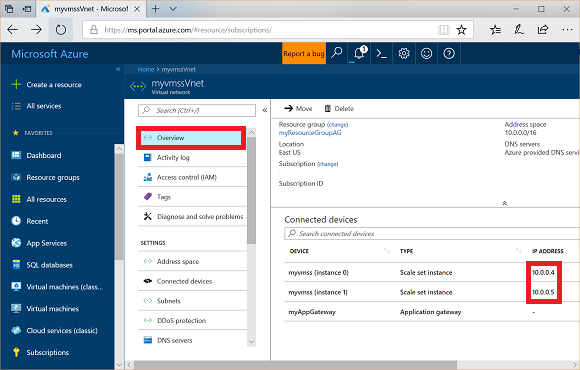 myvmssVnet - Microsoft
https://ms.portal.azure.com/#resource/subscriptions/
Microsoft Azure
Report a bug
1
Home > myvmssVnet
myvmssVnet
Virtual network
Create a resource
All services
FAVORITES
Dashboard
Resource groups
All resources
Recent
App Services
SQL databases
Virtual machines (classi...
Virtual machines
Cloud services (classic)
Subscriptions
Search (Ctrl+/)
Overview
Activity log
Access control (IAM)
Tags
Diagnose and solve problems
SETTINGS
Address space
Connected devices
Subnets
DDoS protection
DNS servers
Move Delete
Resource group (change)
myResourceGroupAG
Location
East US
Subscription (change)
Subscription ID
Address space
10.0.0.0/16
DNS servers
Azure provided DNS servi
Connected devices
Search connected devices
DEVICE TYPE IP ADDRESS
myvmss (instance 0) Scale set instance 10.0.0.4
myvmss (instance 1) Scale set instance 10.0.0.5
myAppGateway Application gateway -